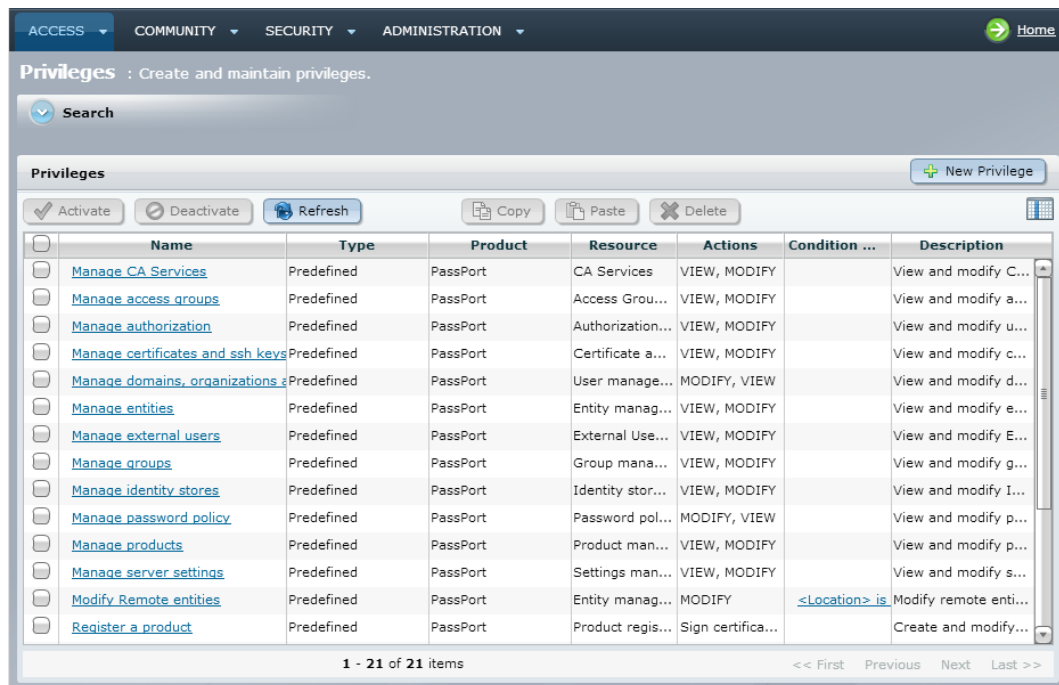 ACCESS COMMUNITY SECURITY ADMINISTRATION Home
Privileges : Create and maintain privileges.
Search
Privileges New Privilege
Activate Deactivate Refresh Copy Paste Delete
Name Type Product Resource Actions Condition ... Description
Manage CA Services Predefined PassPort CA Services VIEW, MODIFY View and modify C...
Manage access groups Predefined PassPort Access Grou... VIEW, MODIFY View and modify a...
Manage authorization Predefined PassPort Authorization... VIEW, MODIFY View and modify u...
Manage certificates and ssh keys Predefined PassPort Certificate a... VIEW, MODIFY View and modify c...
Manage domains, organizations a Predefined PassPort User manage... MODIFY, VIEW View and modify d...
Manage entities Predefined PassPort Entity manag... VIEW, MODIFY View and modify e...
Manage external users Predefined PassPort External Use... VIEW, MODIFY View and modify E...
Manage groups Predefined PassPort Group mana... VIEW, MODIFY View and modify g...
Manage identity stores Predefined PassPort Identity stor... VIEW, MODIFY View and modify I...
Manage password policy Predefined PassPort Password pol... MODIFY, VIEW View and modify p...
Manage products Predefined PassPort Product man... VIEW, MODIFY View and modify p...
Manage server settings Predefined PassPort Settings man... VIEW, MODIFY View and modify s...
Modify Remote entities Predefined PassPort Entity manag... MODIFY <Location> is Modify remote enti...
Register a product Predefined PassPort Product regis... Sign certifica... Create and modify...
1 - 21 of 21 items << First Previous Next Last >>